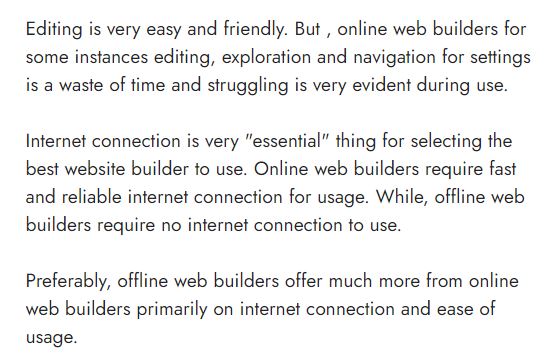 Editing is very easy and friendly. But , online web builders for
some instances editing, exploration and navigation for settings
is a waste of time and struggling is very evident during use.
Internet connection is very "essential" thing for selecting the
best website builder to use. Online web builders require fast
and reliable internet connection for usage. While, offline web
builders require no internet connection to use.
Preferably, offline web builders offer much more from online
web builders primarily on internet connection and ease of
usage.